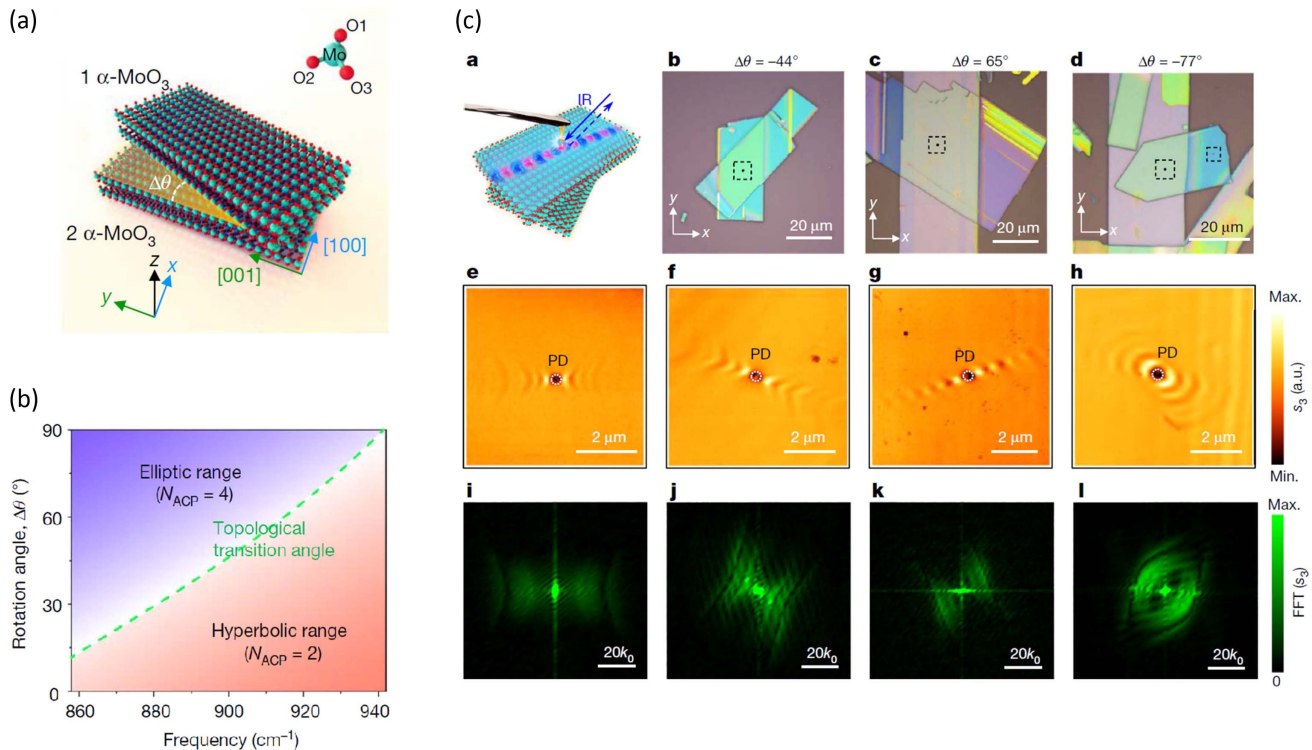 (a)
1 α-MoO₃
Mo
O1
O2
O3
Δθ
2 α-MoO₃
[001]
[100]
z
x
y
(b)
90
60
30
0
Rotation angle, Δθ (°)
Elliptic range
(N_ACP = 4)
Topological
transition angle
Hyperbolic range
(N_ACP = 2)
860
880
900
920
940
Frequency (cm⁻¹)
(c)
a
IR
b
Δθ = −44°
y
x
20 μm
c
Δθ = 65°
y
x
20 μm
d
Δθ = −77°
y
x
20 μm
e
PD
2 μm
f
PD
2 μm
g
PD
2 μm
h
PD
2 μm
Max.
s₃ (a.u.)
Min.
i
20k₀
j
20k₀
k
20k₀
l
20k₀
Max.
FFT (s₃)
0